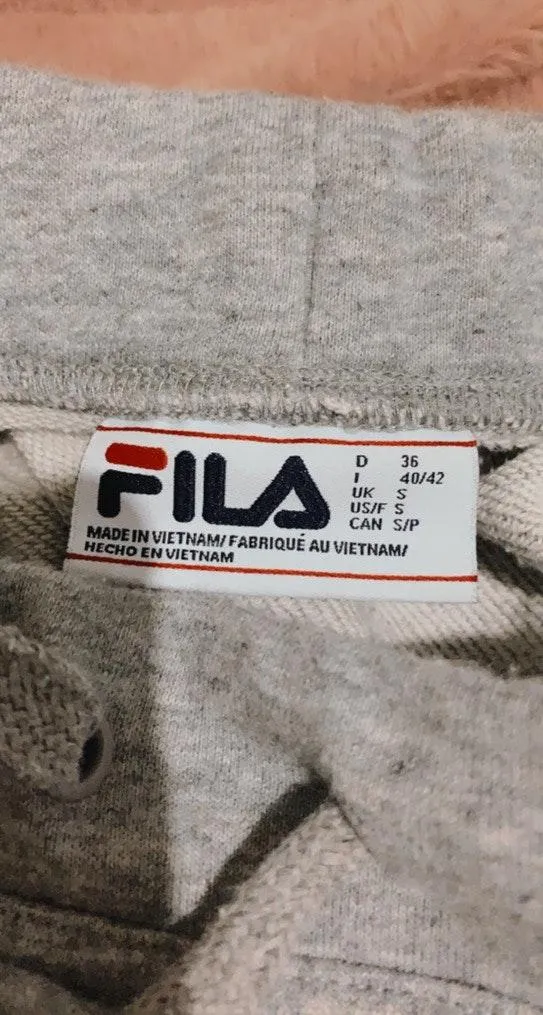 FILA
D 36
I 40/42
UK S
US/F S
CAN S/P
MADE IN VIETNAM/ FABRIQUÉ AU VIETNAM/
HECHO EN VIETNAM